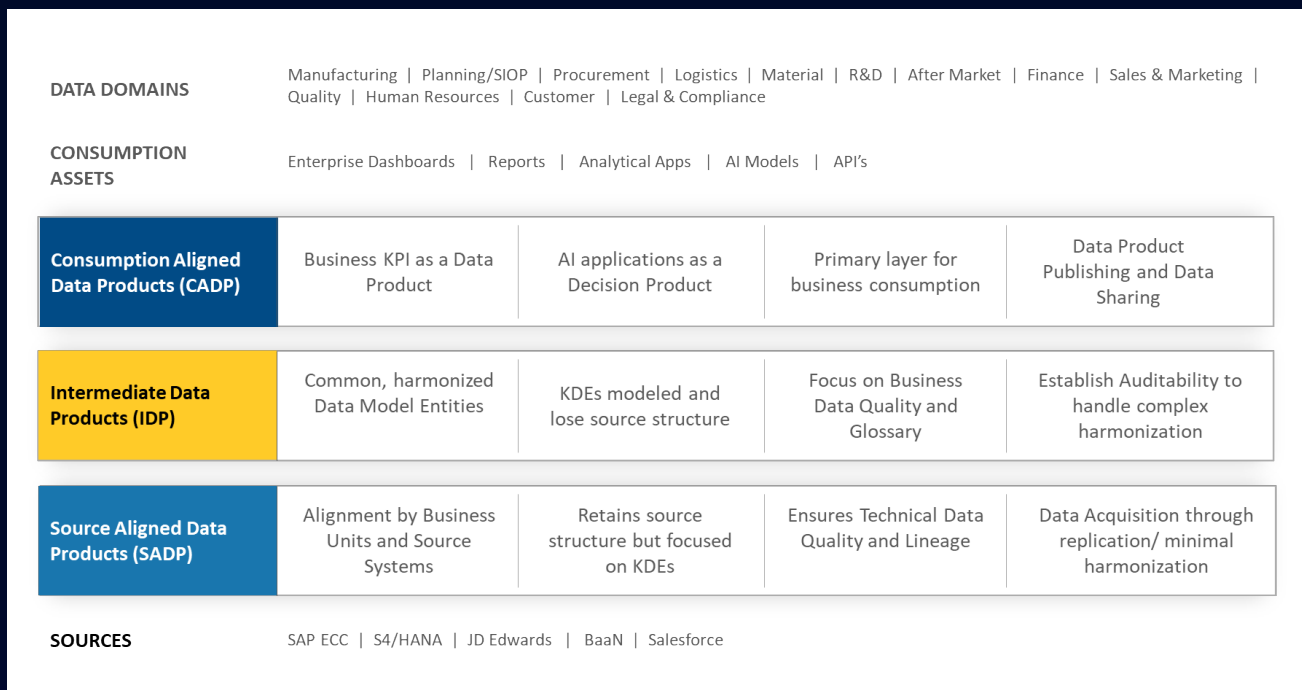 DATA DOMAINS
Manufacturing | Planning/SIOP | Procurement | Logistics | Material | R&D | After Market | Finance | Sales & Marketing |
Quality | Human Resources | Customer | Legal & Compliance
CONSUMPTION
ASSETS
Enterprise Dashboards | Reports | Analytical Apps | AI Models | API’s
Consumption Aligned
Data Products (CADP)
Business KPI as a Data
Product
AI applications as a
Decision Product
Primary layer for
business consumption
Data Product
Publishing and Data
Sharing
Intermediate Data
Products (IDP)
Common, harmonized
Data Model Entities
KDEs modeled and
lose source structure
Focus on Business
Data Quality and
Glossary
Establish Auditability to
handle complex
harmonization
Source Aligned Data
Products (SADP)
Alignment by Business
Units and Source
Systems
Retains source
structure but focused
on KDEs
Ensures Technical Data
Quality and Lineage
Data Acquisition through
replication/ minimal
harmonization
SOURCES
SAP ECC | S4/HANA | JD Edwards | BaaN | Salesforce